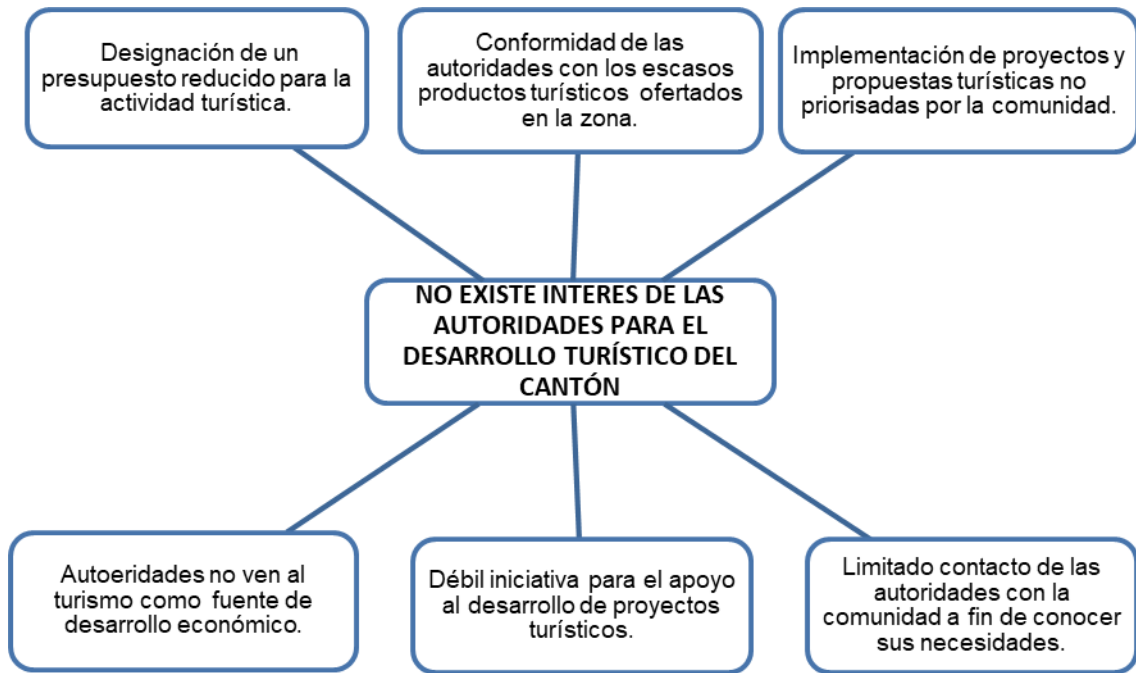 Designación de un
presupuesto reducido para la
actividad turística.
Conformidad de las
autoridades con los escasos
productos turísticos ofertados
en la zona.
Implementación de proyectos y
propuestas turísticas no
priorisadas por la comunidad.
NO EXISTE INTERES DE LAS
AUTORIDADES PARA EL
DESARROLLO TURÍSTICO DEL
CANTÓN
Autoeridades no ven al
turismo como fuente de
desarrollo económico.
Débil iniciativa para el apoyo
al desarrollo de proyectos
turísticos.
Limitado contacto de las
autoridades con la
comunidad a fin de conocer
sus necesidades.